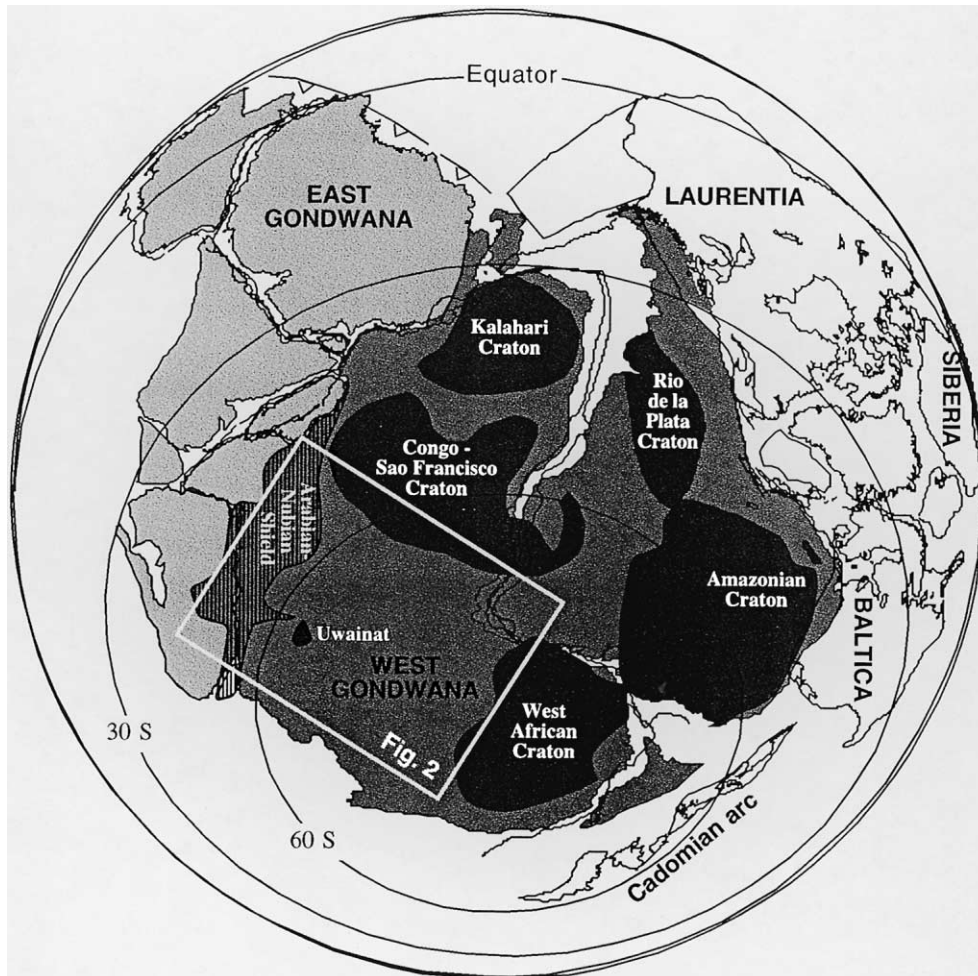 Equator
EAST
GONDWANA
LAURENTIA
Kalahari
Craton
SIBERIA
Rio
de la
Plata
Craton
Congo -
Sao Francisco
Craton
Arabian
Nubian
Shield
Amazonian
Craton
BALTICA
Uwainat
WEST
GONDWANA
West
African
Craton
30 S
Fig. 2
60 S
Cadomian arc